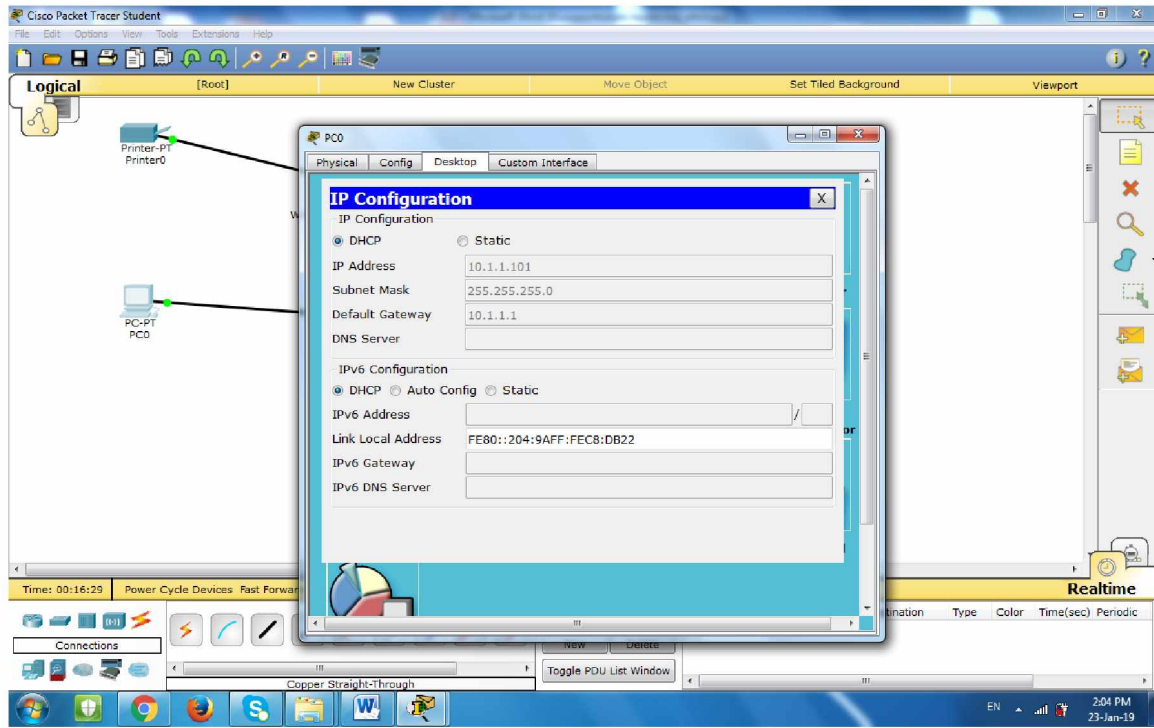 Cisco Packet Tracer Student
File Edit Options View Tools Extensions Help
Logical [Root] New Cluster Move Object Set Tiled Background Viewport
Printer-PT
Printer0
W
PC-PT
PC0
PC0
Physical Config Desktop Custom Interface
IP Configuration X
IP Configuration
DHCP Static
IP Address 10.1.1.101
Subnet Mask 255.255.255.0
Default Gateway 10.1.1.1
DNS Server
IPv6 Configuration
DHCP Auto Config Static
IPv6 Address /
Link Local Address FE80::204:9AFF:FEC8:DB22
IPv6 Gateway
IPv6 DNS Server
or
Time: 00:16:29 Power Cycle Devices Fast Forwar Realtime
tination Type Color Time(sec) Periodic
Connections
New Delete
Toggle PDU List Window
Copper Straight-Through
EN 2:04 PM
23-Jan-19